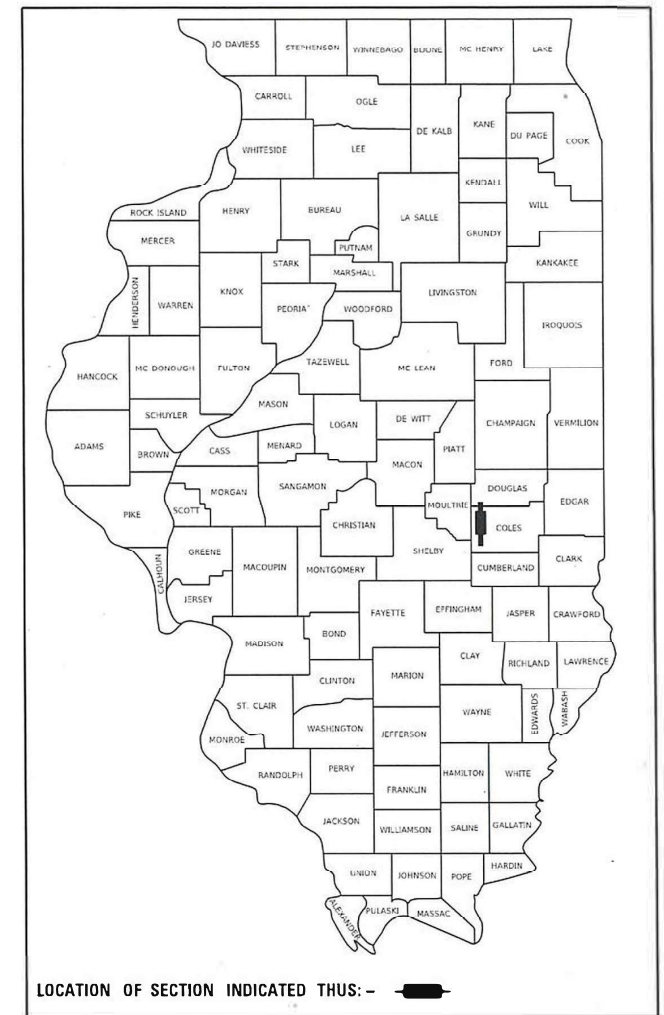 JO DAVIESS STEPHENSON WINNEBAGO BOONE MC HENRY LAKE
CARROLL OGLE
DE KALB KANE DU PAGE COOK
WHITESIDE LEE
KENDALL
ROCK ISLAND HENRY BUREAU LA SALLE WILL
GRUNDY
MERCER PUTNAM
STARK MARSHALL KANKAKEE
HENDERSON WARREN KNOX PEORIA WOODFORD LIVINGSTON
IROQUOIS
HANCOCK MC DONOUGH FULTON TAZEWELL MC LEAN FORD
MASON
SCHUYLER LOGAN DE WITT CHAMPAIGN VERMILION
ADAMS BROWN CASS MENARD PIATT
MACON
MORGAN SANGAMON DOUGLAS
PIKE SCOTT CHRISTIAN MOULTRIE COLES EDGAR
GREENE SHELBY
CALHOUN MACOUPIN MONTGOMERY CUMBERLAND CLARK
JERSEY FAYETTE EFFINGHAM JASPER CRAWFORD
MADISON BOND
CLAY RICHLAND LAWRENCE
CLINTON MARION
ST. CLAIR WAYNE EDWARDS WABASH
WASHINGTON JEFFERSON
MONROE
RANDOLPH PERRY HAMILTON WHITE
FRANKLIN
JACKSON WILLIAMSON SALINE GALLATIN
UNION JOHNSON POPE HARDIN
ALEXANDER PULASKI MASSAC
LOCATION OF SECTION INDICATED THUS: –